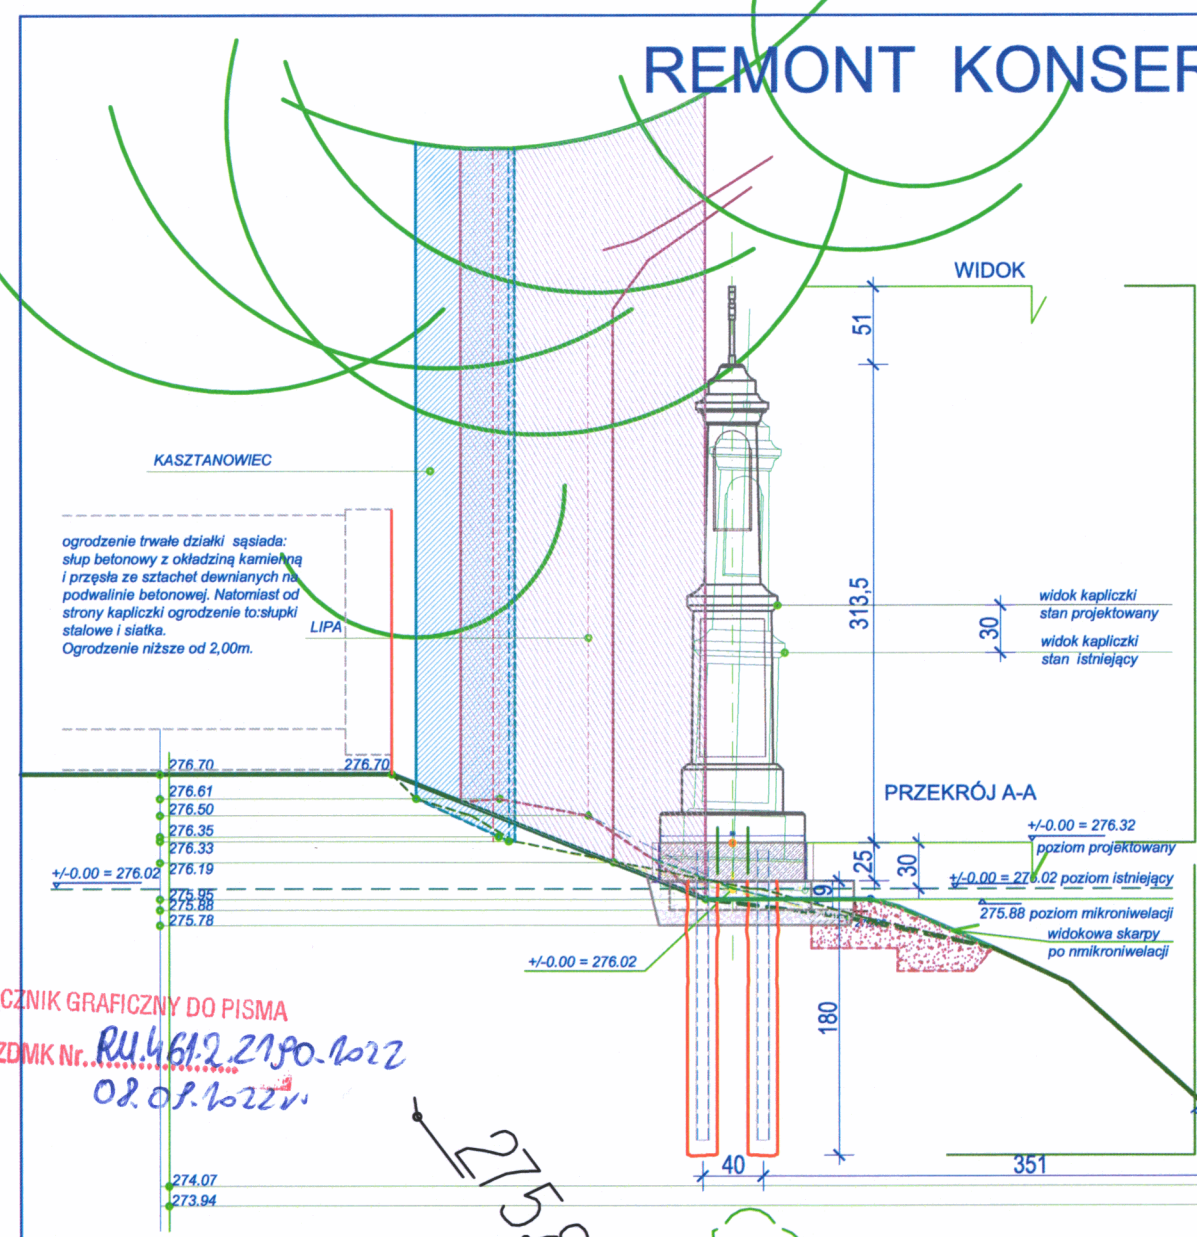 REMONT KONSER
WIDOK
51
KASZTANOWIEC
ogrodzenie trwałe działki sąsiada:
słup betonowy z okładziną kamienną
i przęsła ze sztachet dewnianych na
podwalinie betonowej. Natomiast od
strony kapliczki ogrodzenie to:słupki
stalowe i siatka.
Ogrodzenie niższe od 2,00m.
LIPA
313,5
widok kapliczki
stan projektowany
30
widok kapliczki
stan istniejący
276.70
276.70
276.61
276.50
276.35
276.33
276.19
+/-0.00 = 276.02
275.95
275.88
275.78
PRZEKRÓJ A-A
+/-0.00 = 276.32
poziom projektowany
25
30
9
+/-0.00 = 276.02 poziom istniejący
275.88 poziom mikroniwelacji
widokowa skarpy
po nmikroniwelacji
+/-0.00 = 276.02
CZNIK GRAFICZNY DO PISMA
ZDMK Nr. RU.461.2.2190.2022
180
40
351
274.07
273.94